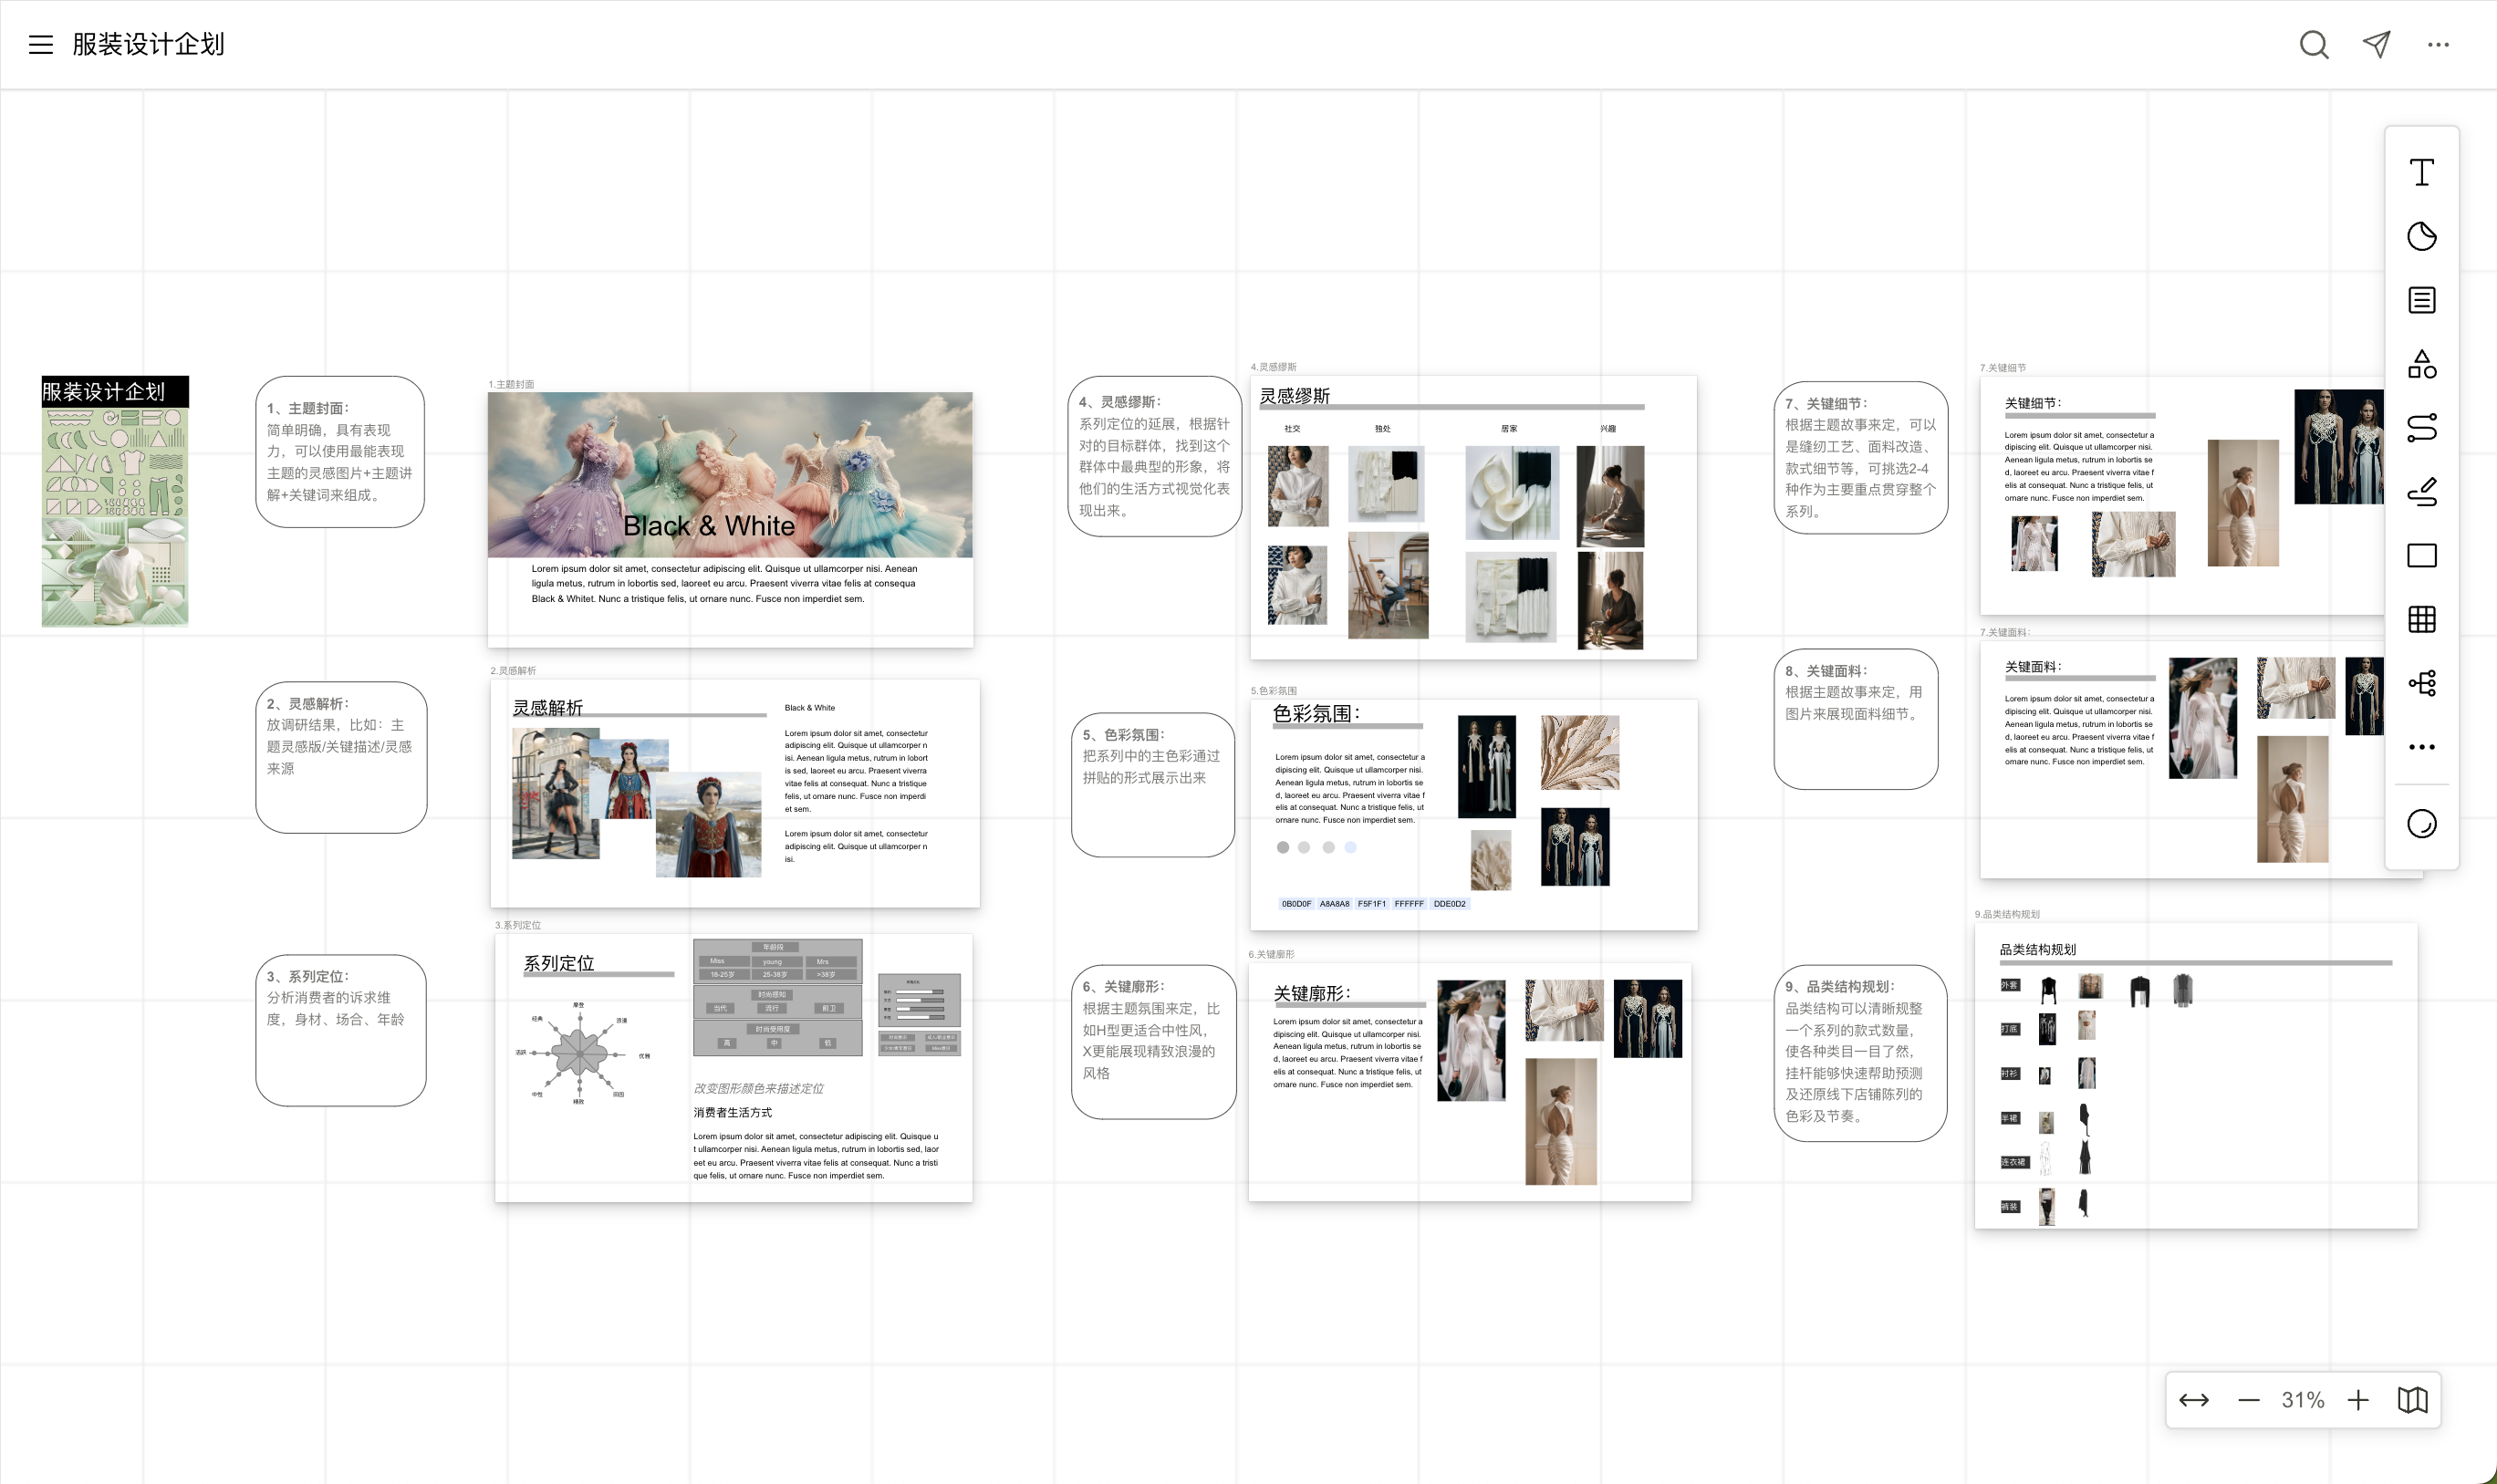 服装设计企划
服装设计企划
1、主题封面：
简单明确，具有表现
力，可以使用最能表现
主题的灵感图片+主题讲
解+关键词来组成。
1.主题封面
Black & White
Lorem ipsum dolor sit amet, consectetur adipiscing elit. Quisque ut ullamcorper nisi. Aenean
ligula metus, rutrum in lobortis sed, laoreet eu arcu. Praesent viverra vitae felis at consequa
Black & Whitet. Nunc a tristique felis, ut ornare nunc. Fusce non imperdiet sem.
2、灵感解析：
放调研结果，比如：主
题灵感版/关键描述/灵感
来源
2.灵感解析
灵感解析
Black & White
Lorem ipsum dolor sit amet, consectetur
adipiscing elit. Quisque ut ullamcorper n
isi. Aenean ligula metus, rutrum in lobort
is sed, laoreet eu arcu. Praesent viverra
vitae felis at consequat. Nunc a tristique
felis, ut ornare nunc. Fusce non imperdi
et sem.
Lorem ipsum dolor sit amet, consectetur
adipiscing elit. Quisque ut ullamcorper n
isi.
3、系列定位：
分析消费者的诉求维
度，身材、场合、年龄
3.系列定位
系列定位
摩登
浪漫
优雅
田园
精致
中性
活跃
经典
年龄段
Miss
young
Mrs
18-25岁
25-38岁
>38岁
时尚感知
当代
流行
前卫
时尚受用度
高
中
低
改变图形颜色来描述定位
消费者生活方式
Lorem ipsum dolor sit amet, consectetur adipiscing elit. Quisque u
t ullamcorper nisi. Aenean ligula metus, rutrum in lobortis sed, laor
eet eu arcu. Praesent viverra vitae felis at consequat. Nunc a tristi
que felis, ut ornare nunc. Fusce non imperdiet sem.
4、灵感缪斯：
系列定位的延展，根据针
对的目标群体，找到这个
群体中最典型的形象，将
他们的生活方式视觉化表
现出来。
4.灵感缪斯
灵感缪斯
社交
独处
居家
兴趣
5、色彩氛围：
把系列中的主色彩通过
拼贴的形式展示出来
5.色彩氛围
色彩氛围：
Lorem ipsum dolor sit amet, consectetur a
dipiscing elit. Quisque ut ullamcorper nisi.
Aenean ligula metus, rutrum in lobortis se
d, laoreet eu arcu. Praesent viverra vitae f
elis at consequat. Nunc a tristique felis, ut
ornare nunc. Fusce non imperdiet sem.
0B0D0F A8A8A8 F5F1F1 FFFFFF DDE0D2
6、关键廓形：
根据主题氛围来定，比
如H型更适合中性风，
X更能展现精致浪漫的
风格
6.关键廓形
关键廓形：
Lorem ipsum dolor sit amet, consectetur a
dipiscing elit. Quisque ut ullamcorper nisi.
Aenean ligula metus, rutrum in lobortis se
d, laoreet eu arcu. Praesent viverra vitae f
elis at consequat. Nunc a tristique felis, ut
ornare nunc. Fusce non imperdiet sem.
7、关键细节：
根据主题故事来定，可以
是缝纫工艺、面料改造、
款式细节等，可挑选2-4
种作为主要重点贯穿整个
系列。
7.关键细节
关键细节：
Lorem ipsum dolor sit amet, consectetur a
dipiscing elit. Quisque ut ullamcorper nisi.
Aenean ligula metus, rutrum in lobortis se
d, laoreet eu arcu. Praesent viverra vitae f
elis at consequat. Nunc a tristique felis, ut
ornare nunc. Fusce non imperdiet sem.
8、关键面料：
根据主题故事来定，用
图片来展现面料细节。
7.关键面料：
关键面料：
Lorem ipsum dolor sit amet, consectetur a
dipiscing elit. Quisque ut ullamcorper nisi.
Aenean ligula metus, rutrum in lobortis se
d, laoreet eu arcu. Praesent viverra vitae f
elis at consequat. Nunc a tristique felis, ut
ornare nunc. Fusce non imperdiet sem.
9、品类结构规划：
品类结构可以清晰规整
一个系列的款式数量，
使各种类目一目了然，
挂杆能够快速帮助预测
及还原线下店铺陈列的
色彩及节奏。
9.品类结构规划
品类结构规划
外套
打底
衬衫
半裙
连衣裙
裤装
31%